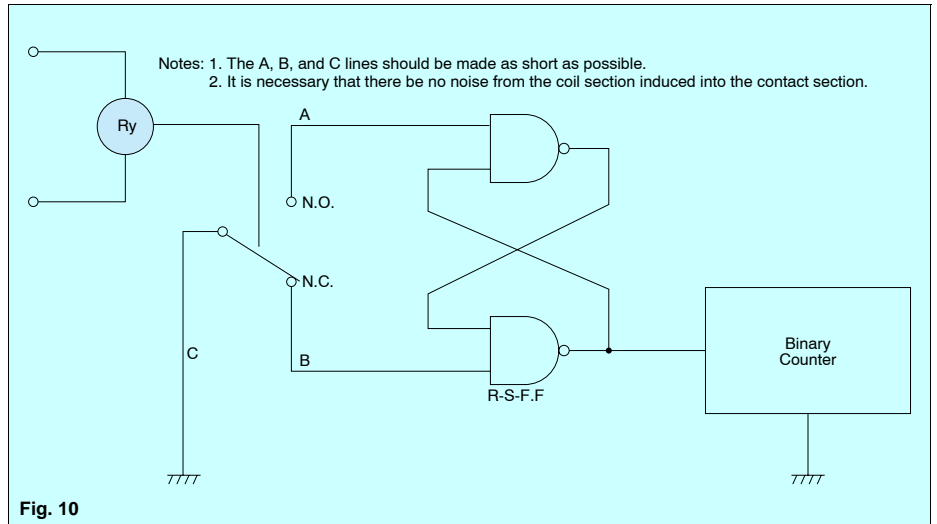 Notes: 1. The A, B, and C lines should be made as short as possible.
2. It is necessary that there be no noise from the coil section induced into the contact section.
Ry
A
N.O.
N.C.
C
B
R-S-F.F
Binary
Counter
Fig. 10